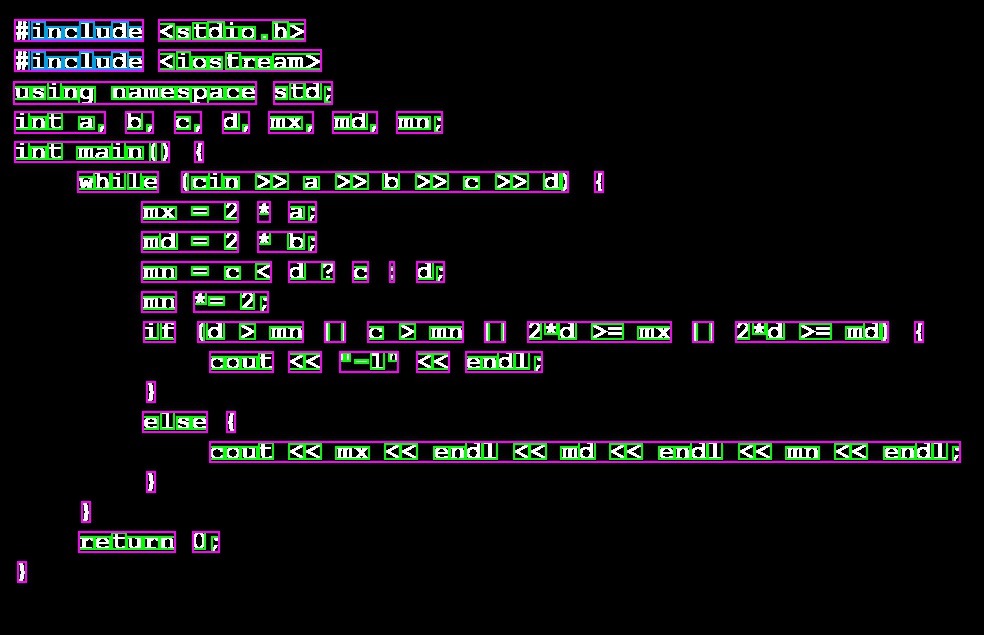 #include <stdio.h>
#include <iostream>
using namespace std;
int a, b, c, d, mx, md, mn;
int main() {
while (cin >> a >> b >> c >> d) {
mx = 2 * a;
md = 2 * b;
mn = c < d ? c : d;
mn *= 2;
if (d > mn || c > mn || 2*d >= mx || 2*d >= md) {
cout << "-1" << endl;
}
else {
cout << mx << endl << md << endl << mn << endl;
}
}
return 0;
}